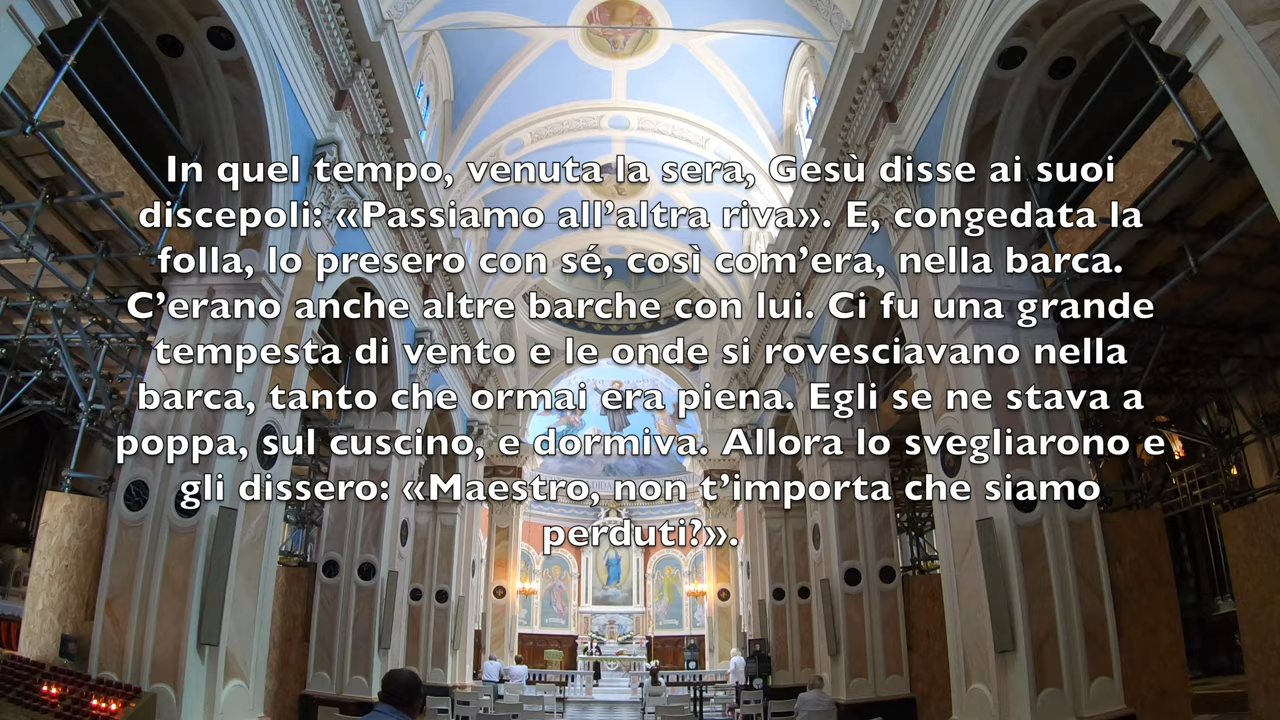 In quel tempo, venuta la sera, Gesù disse ai suoi
discepoli: «Passiamo all’altra riva». E, congedata la
folla, lo presero con sé, così com’era, nella barca.
C’erano anche altre barche con lui. Ci fu una grande
tempesta di vento e le onde si rovesciavano nella
barca, tanto che ormai era piena. Egli se ne stava a
poppa, sul cuscino, e dormiva. Allora lo svegliarono e
gli dissero: «Maestro, non t’importa che siamo
perduti?».